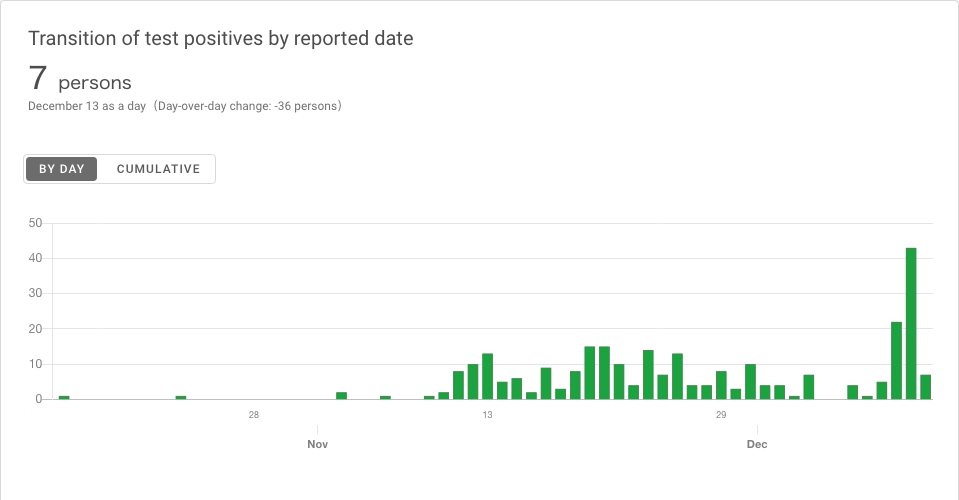 Transition of test positives by reported date
7 persons
December 13 as a day (Day-over-day change: -36 persons)
BY DAY CUMULATIVE
50
40
30
20
10
0
28 13 29
Nov Dec